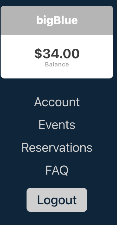 bigBlue
$34.00
Balance
Account
Events
Reservations
FAQ
Logout